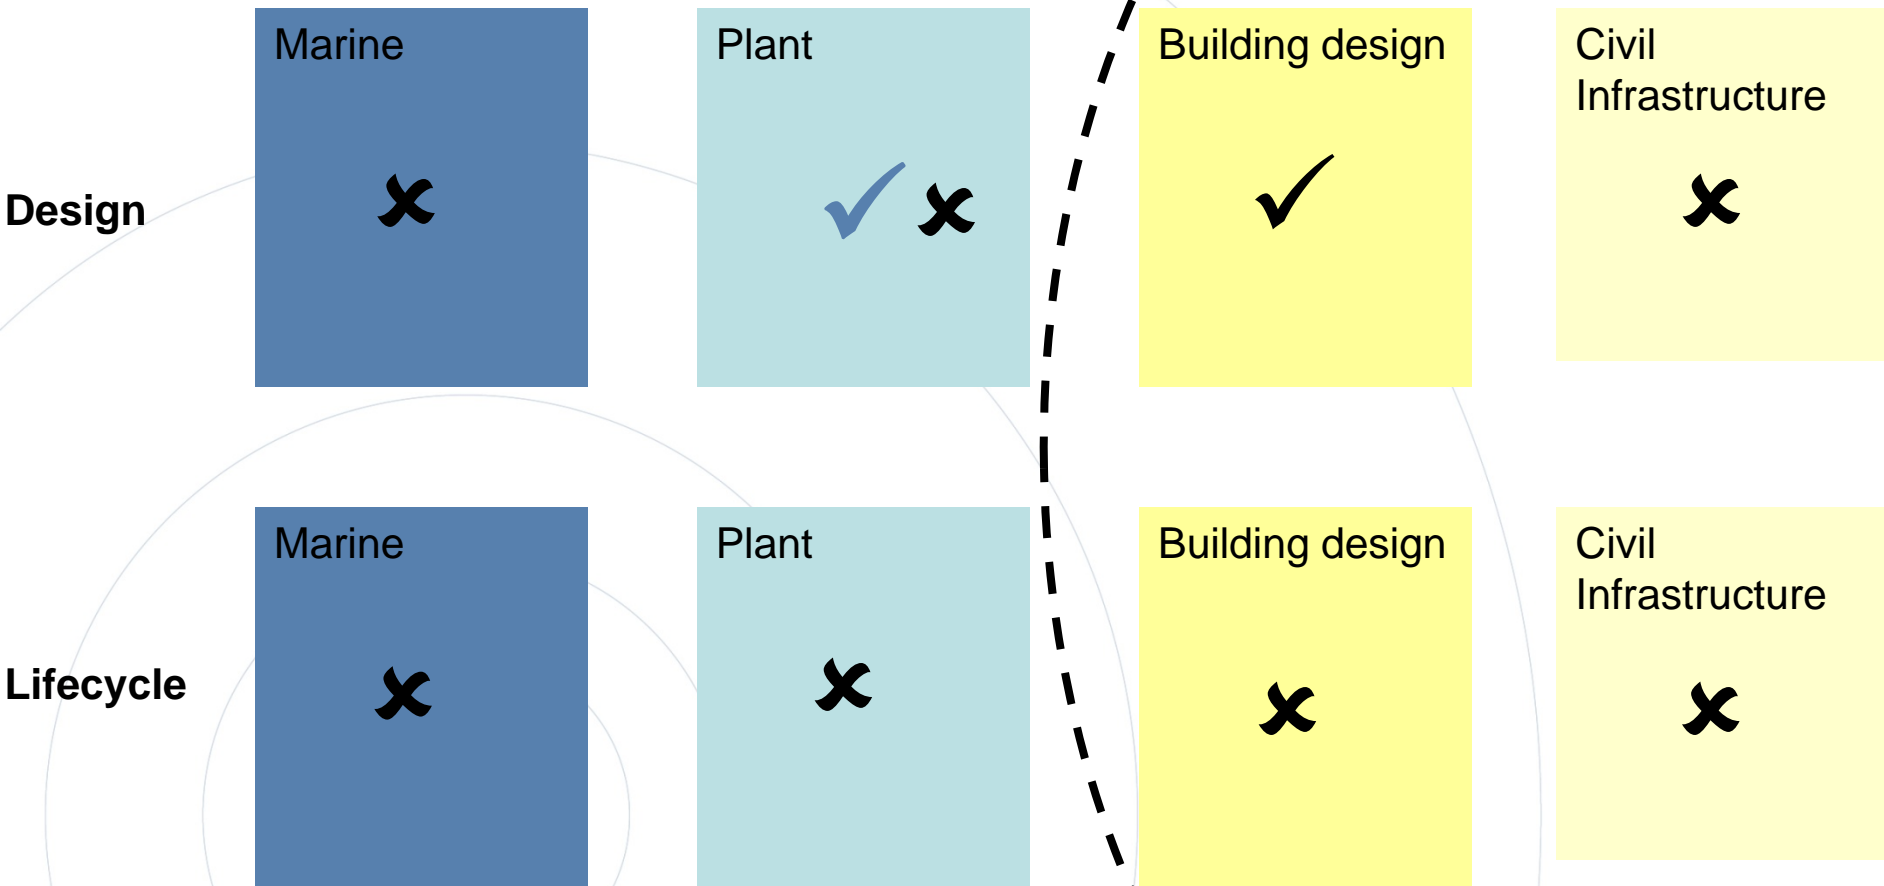 Marine
Plant
Building design
Civil
Infrastructure
Design
Marine
Plant
Building design
Civil
Infrastructure
Lifecycle